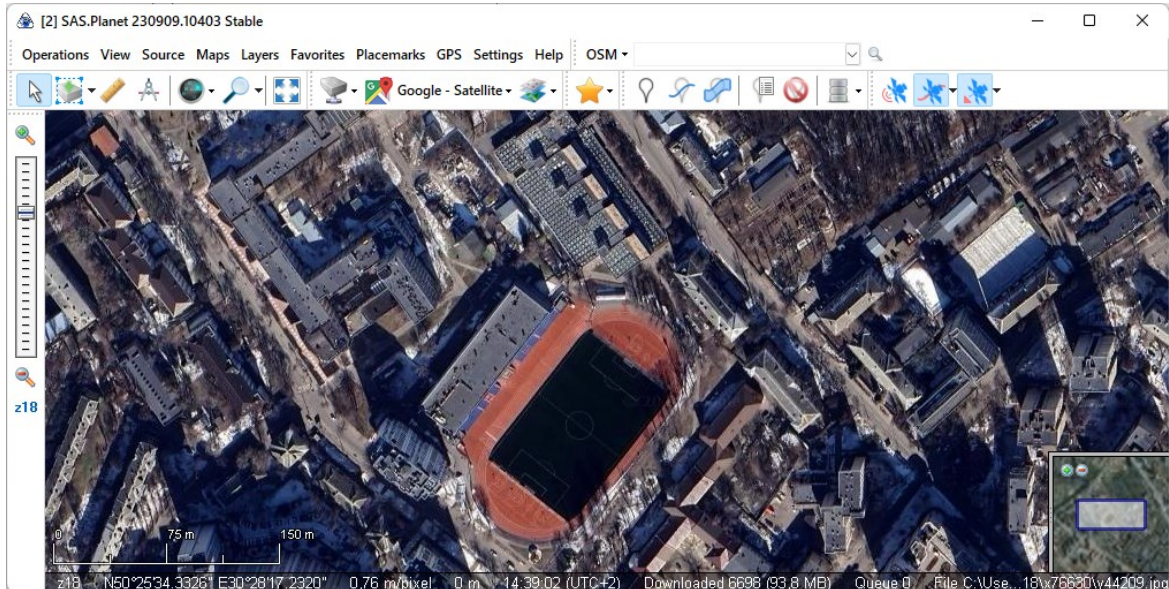 [2] SAS.Planet 230909.10403 Stable
Operations View Source Maps Layers Favorites Placemarks GPS Settings Help OSM
Google - Satellite
z18
0 75 m 150 m
z18 N50°25'34.3326" E30°28'17.2320" 0,76 m/pixel 0 m 14:39:02 (UTC+2) Downloaded 6698 (93,8 MB) Queue 0 File C:\Use...18\x76630\y44209.jpg